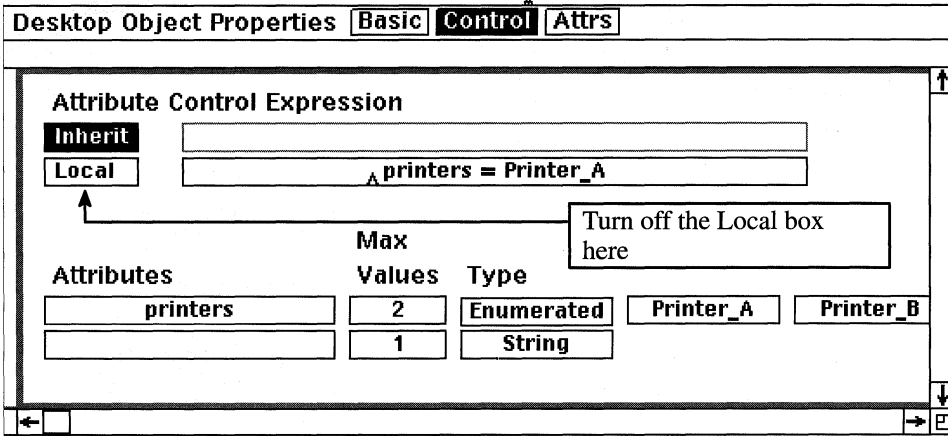 Desktop Object Properties Basic Control Attrs
Attribute Control Expression
Inherit
Local ^printers = Printer_A
Turn off the Local box
here
Max
Attributes Values Type
printers 2 Enumerated Printer_A Printer_B
1 String